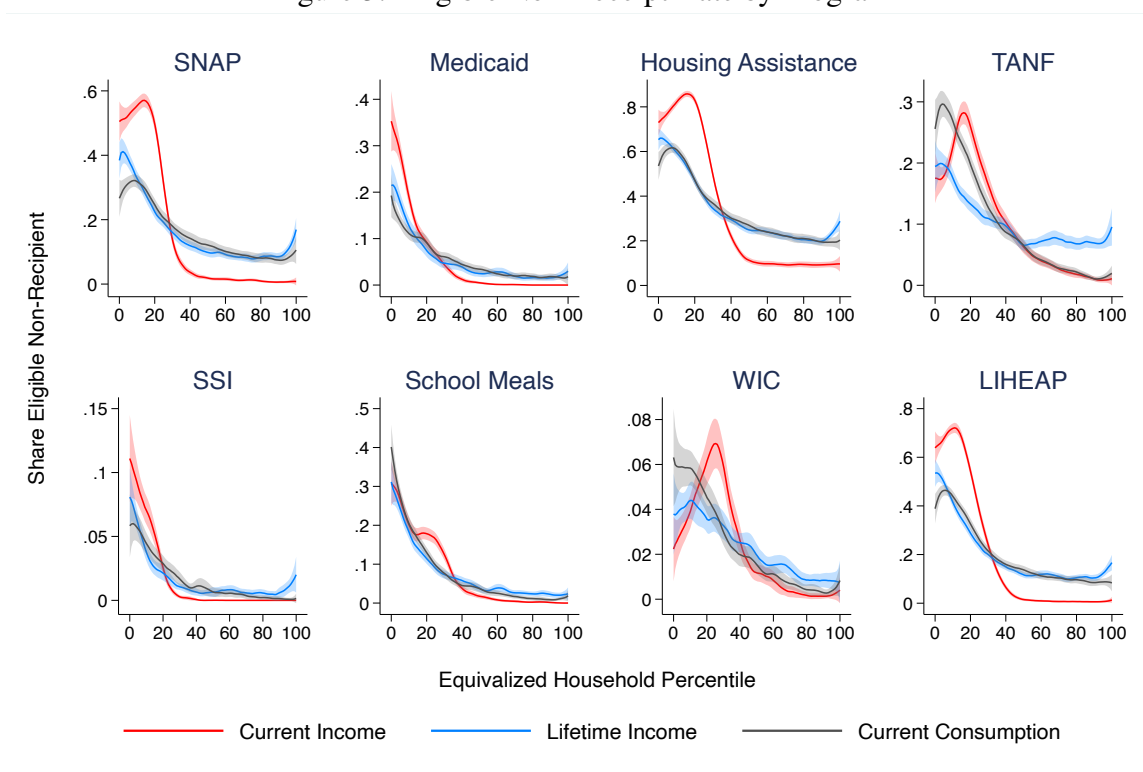 SNAP Medicaid Housing Assistance TANF
.6 .4 .2 0
.4 .3 .2 .1 0
.8 .6 .4 .2 0
.3 .2 .1 0
0 20 40 60 80 100 0 20 40 60 80 100 0 20 40 60 80 100 0 20 40 60 80 100
Share Eligible Non-Recipient
SSI School Meals WIC LIHEAP
.15 .1 .05 0
.5 .4 .3 .2 .1 0
.08 .06 .04 .02 0
.8 .6 .4 .2 0
0 20 40 60 80 100 0 20 40 60 80 100 0 20 40 60 80 100 0 20 40 60 80 100
Equivalized Household Percentile
Current Income Lifetime Income Current Consumption